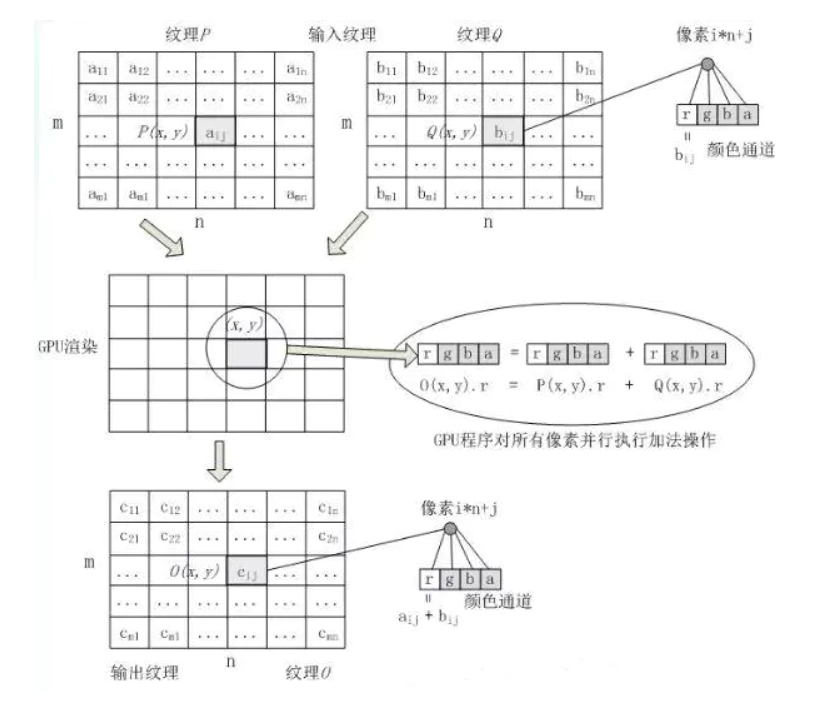 纹理P 输入纹理 纹理Q 像素i*n+j
a11 a12 ... ... ... a1n
b11 b12 ... ... ... b1n
a21 a22 ... ... ... a2n
b21 b22 ... ... ... b2n
r g b a
m ... P(x, y) aij ... ...
m ... Q(x, y) bij ... ...
=
bij 颜色通道
... ... ... ... ... ...
... ... ... ... ... ...
am1 am1 ... ... ... amn
bm1 bm1 ... ... ... bmn
n
n
(x, y)
GPU渲染
r g b a = r g b a + r g b a
O(x, y).r = P(x, y).r + Q(x, y).r
GPU程序对所有像素并行执行加法操作
c11 c12 ... ... ... c1n
像素i*n+j
c21 c22 ... ... ... c2n
m ... O(x, y) cij ... ...
r g b a
=
颜色通道
aij + bij
... ... ... ... ... ...
cm1 cm1 ... ... ... cmn
n
输出纹理 纹理O